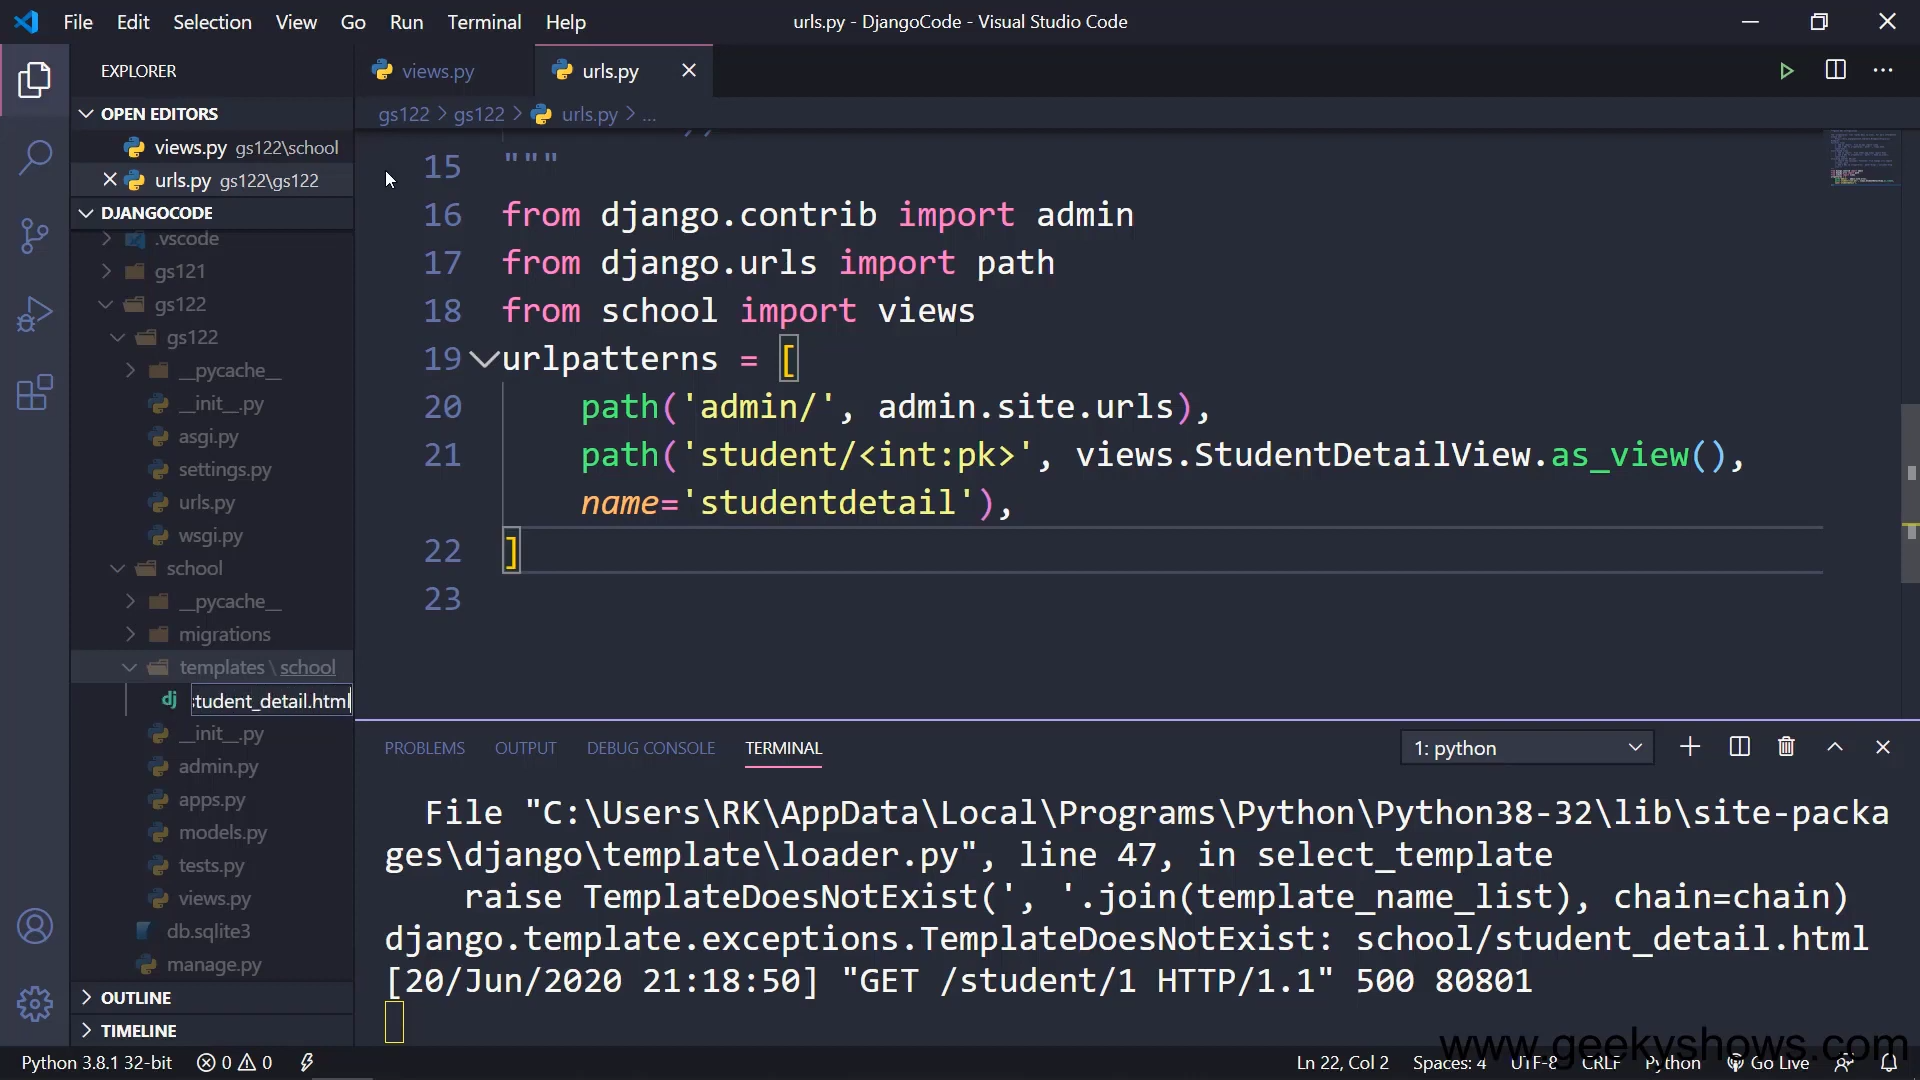 File Edit Selection View Go Run Terminal Help
urls.py - DjangoCode - Visual Studio Code
EXPLORER
OPEN EDITORS
views.py gs122\school
urls.py gs122\gs122
DJANGOCODE
.vscode
gs121
gs122
gs122
__pycache__
__init__.py
asgi.py
settings.py
urls.py
wsgi.py
school
__pycache__
migrations
templates\school
tudent_detail.html
__init__.py
admin.py
apps.py
models.py
tests.py
views.py
db.sqlite3
manage.py
OUTLINE
TIMELINE
views.py
urls.py
gs122 > gs122 > urls.py > ...
15 """
16 from django.contrib import admin
17 from django.urls import path
18 from school import views
19 urlpatterns = [
20     path('admin/', admin.site.urls),
21     path('student/<int:pk>', views.StudentDetailView.as_view(),
    name='studentdetail'),
22 ]
23
PROBLEMS OUTPUT DEBUG CONSOLE TERMINAL
1: python
  File "C:\Users\RK\AppData\Local\Programs\Python\Python38-32\lib\site-packa
ges\django\template\loader.py", line 47, in select_template
    raise TemplateDoesNotExist(', '.join(template_name_list), chain=chain)
django.template.exceptions.TemplateDoesNotExist: school/student_detail.html
[20/Jun/2020 21:18:50] "GET /student/1 HTTP/1.1" 500 80801
www.geekyshows.com
Python 3.8.1 32-bit 0 0 Ln 22, Col 2 Spaces: 4 UTF-8 CRLF Python Go Live